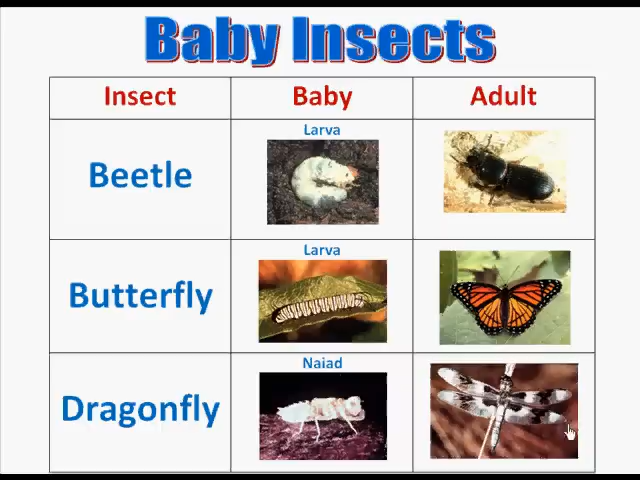 Baby Insects
Insect Baby Adult
Larva
Beetle
Larva
Butterfly
Naiad
Dragonfly